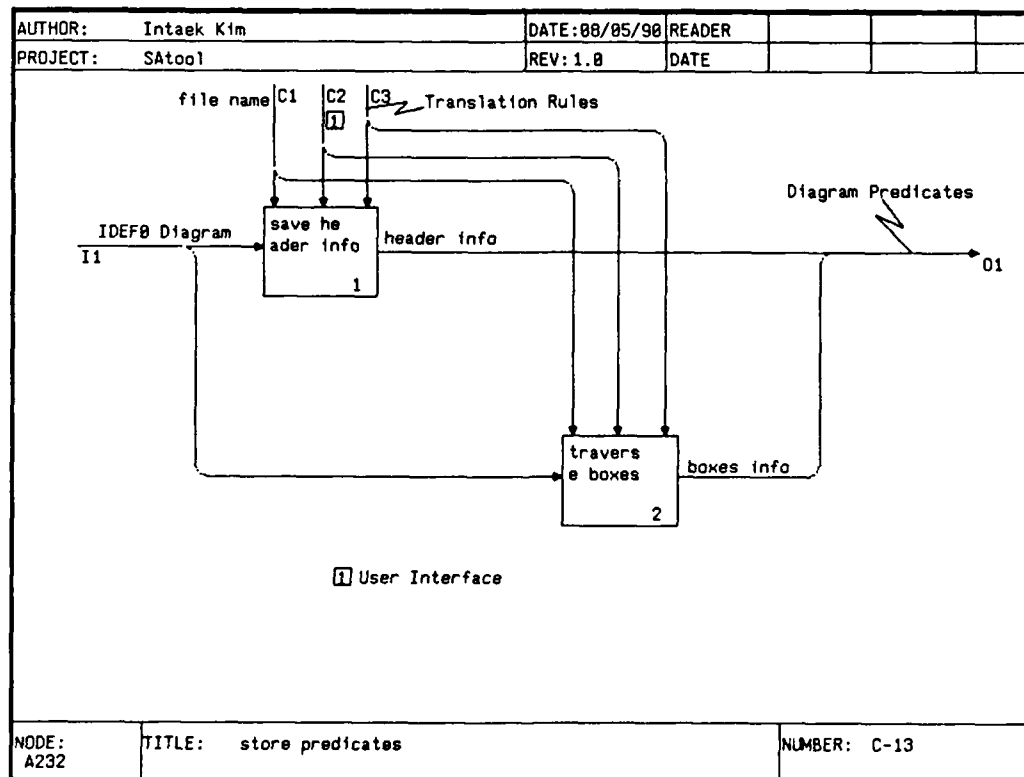 AUTHOR: Intaek Kim DATE:08/05/90 READER
PROJECT: SAtool REV: 1.0 DATE
file name C1 C2 C3 Translation Rules
1
Diagram Predicates
IDEF0 Diagram
I1
save he
ader info
1
header info
O1
travers
e boxes
2
boxes info
1 User Interface
NODE: TITLE: store predicates NUMBER: C-13
A232